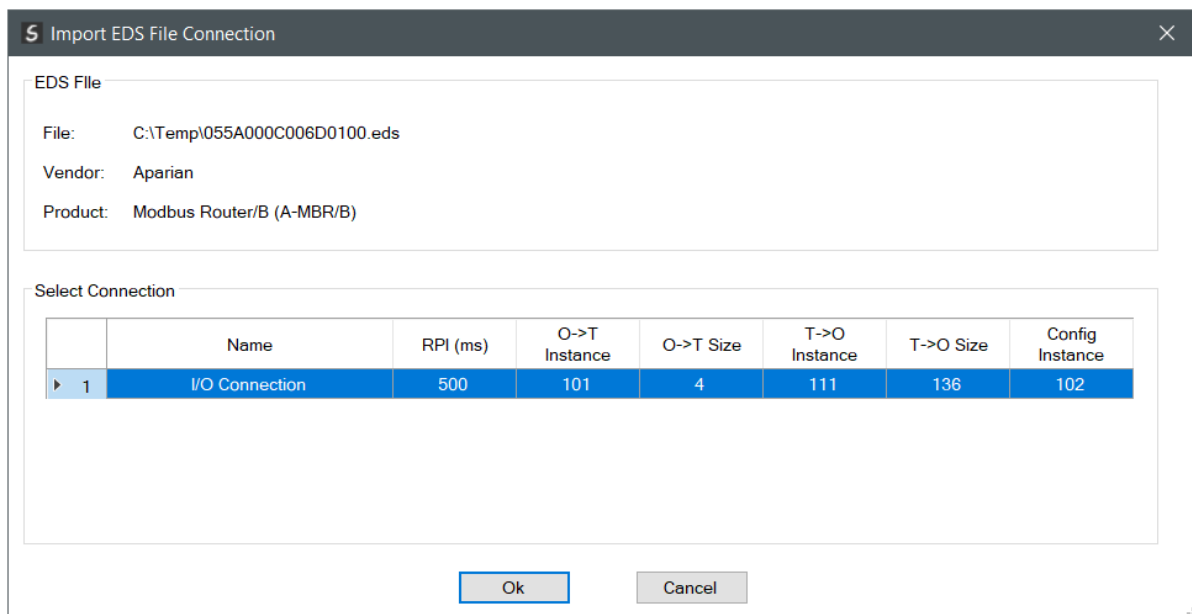 S Import EDS File Connection
EDS FIle
File: C:\Temp\055A000C006D0100.eds
Vendor: Aparian
Product: Modbus Router/B (A-MBR/B)
Select Connection
Name RPI (ms) O->T Instance O->T Size T->O Instance T->O Size Config Instance
1 I/O Connection 500 101 4 111 136 102
Ok Cancel